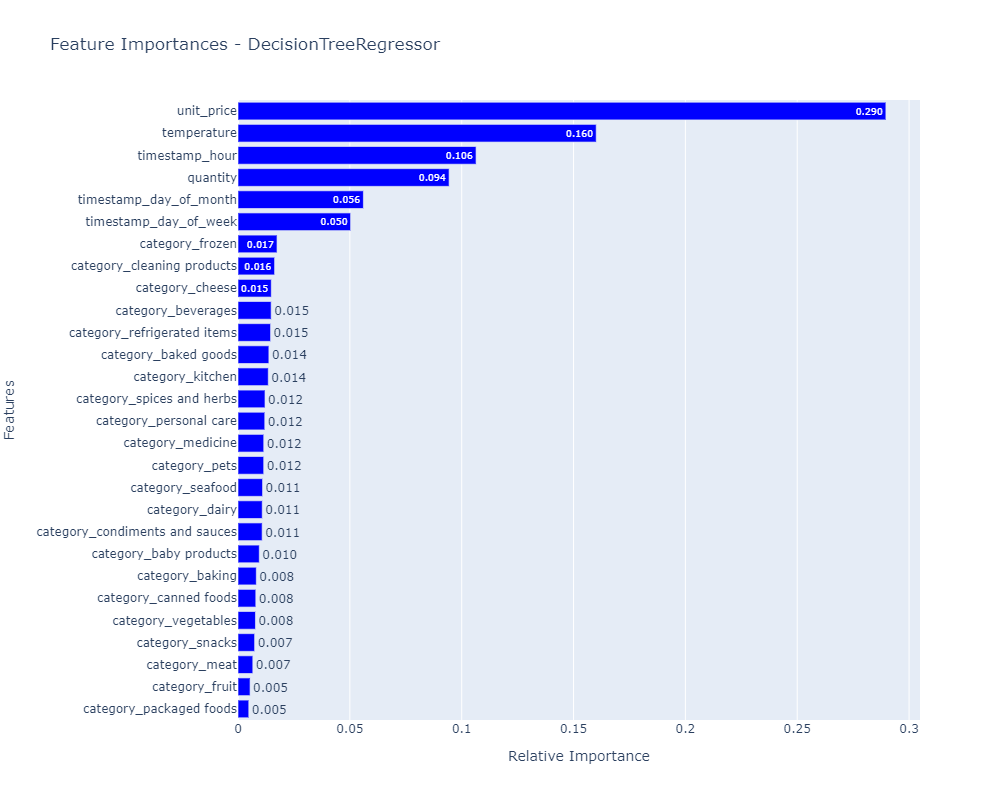 Feature Importances - DecisionTreeRegressor
unit_price 0.290
temperature 0.160
timestamp_hour 0.106
quantity 0.094
timestamp_day_of_month 0.056
timestamp_day_of_week 0.050
category_frozen 0.017
category_cleaning products 0.016
category_cheese 0.015
category_beverages 0.015
category_refrigerated items 0.015
category_baked goods 0.014
category_kitchen 0.014
category_spices and herbs 0.012
category_personal care 0.012
category_medicine 0.012
category_pets 0.012
category_seafood 0.011
category_dairy 0.011
category_condiments and sauces 0.011
category_baby products 0.010
category_baking 0.008
category_canned foods 0.008
category_vegetables 0.008
category_snacks 0.007
category_meat 0.007
category_fruit 0.005
category_packaged foods 0.005
Features
0 0.05 0.1 0.15 0.2 0.25 0.3
Relative Importance